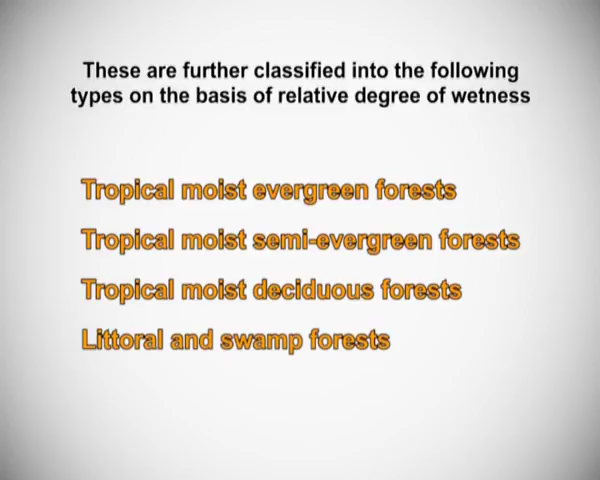 These are further classified into the following
types on the basis of relative degree of wetness
Tropical moist evergreen forests
Tropical moist semi-evergreen forests
Tropical moist deciduous forests
Littoral and swamp forests